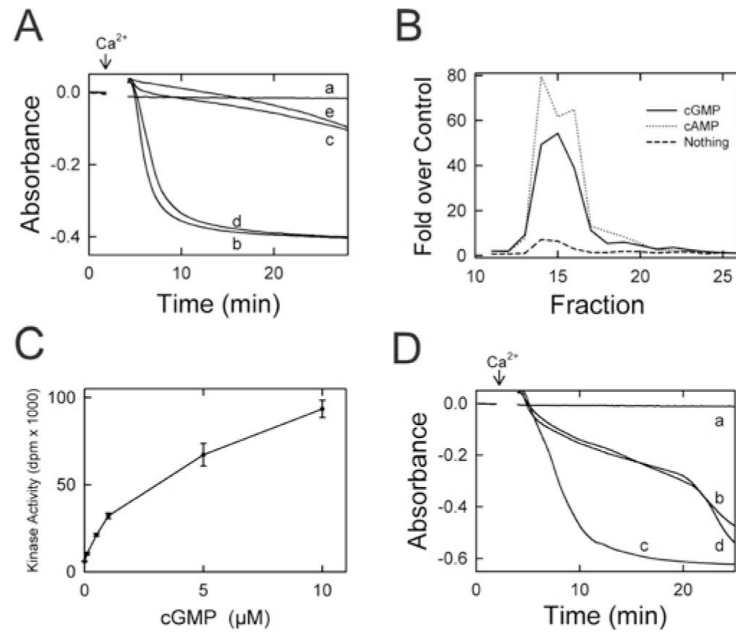 A
Ca²⁺
0.0
-0.2
-0.4
Absorbance
a
e
c
d
b
0
10
20
Time (min)
B
80
60
40
20
0
Fold over Control
cGMP
cAMP
Nothing
10
15
20
25
Fraction
C
100
50
0
Kinase Activity (dpm x 1000)
0
5
10
cGMP (µM)
D
Ca²⁺
0.0
-0.2
-0.4
-0.6
Absorbance
a
b
c
d
0
10
20
Time (min)